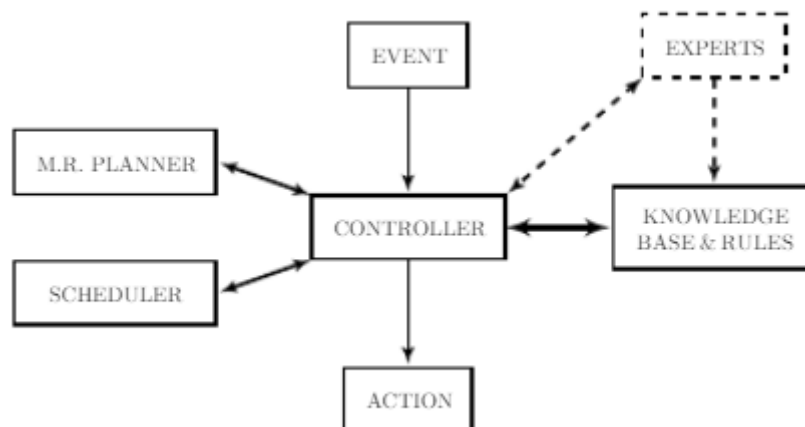 EVENT
EXPERTS
M.R. PLANNER
CONTROLLER
KNOWLEDGE
BASE & RULES
SCHEDULER
ACTION